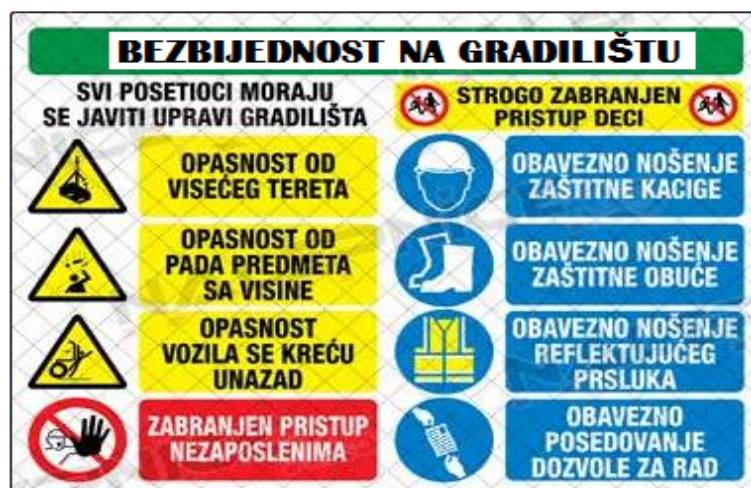 BEZBIJEDNOST NA GRADILIŠTU
SVI POSETIOCI MORAJU
SE JAVITI UPRAVI GRADILIŠTA
STROGO ZABRANJEN
PRISTUP DECI
OPASNOST OD
VISEĆEG TERETA
OBAVEZNO NOŠENJE
ZAŠTITNE KACIGE
OPASNOST OD
PADA PREDMETA
SA VISINE
OBAVEZNO NOŠENJE
ZAŠTITNE OBUĆE
OPASNOST
VOZILA SE KREĆU
UNAZAD
OBAVEZNO NOŠENJE
REFLEKTUJUĆEG
PRSLUKA
ZABRANJEN PRISTUP
NEZAPOSLENIMA
OBAVEZNO
POSEDOVANJE
DOZVOLE ZA RAD